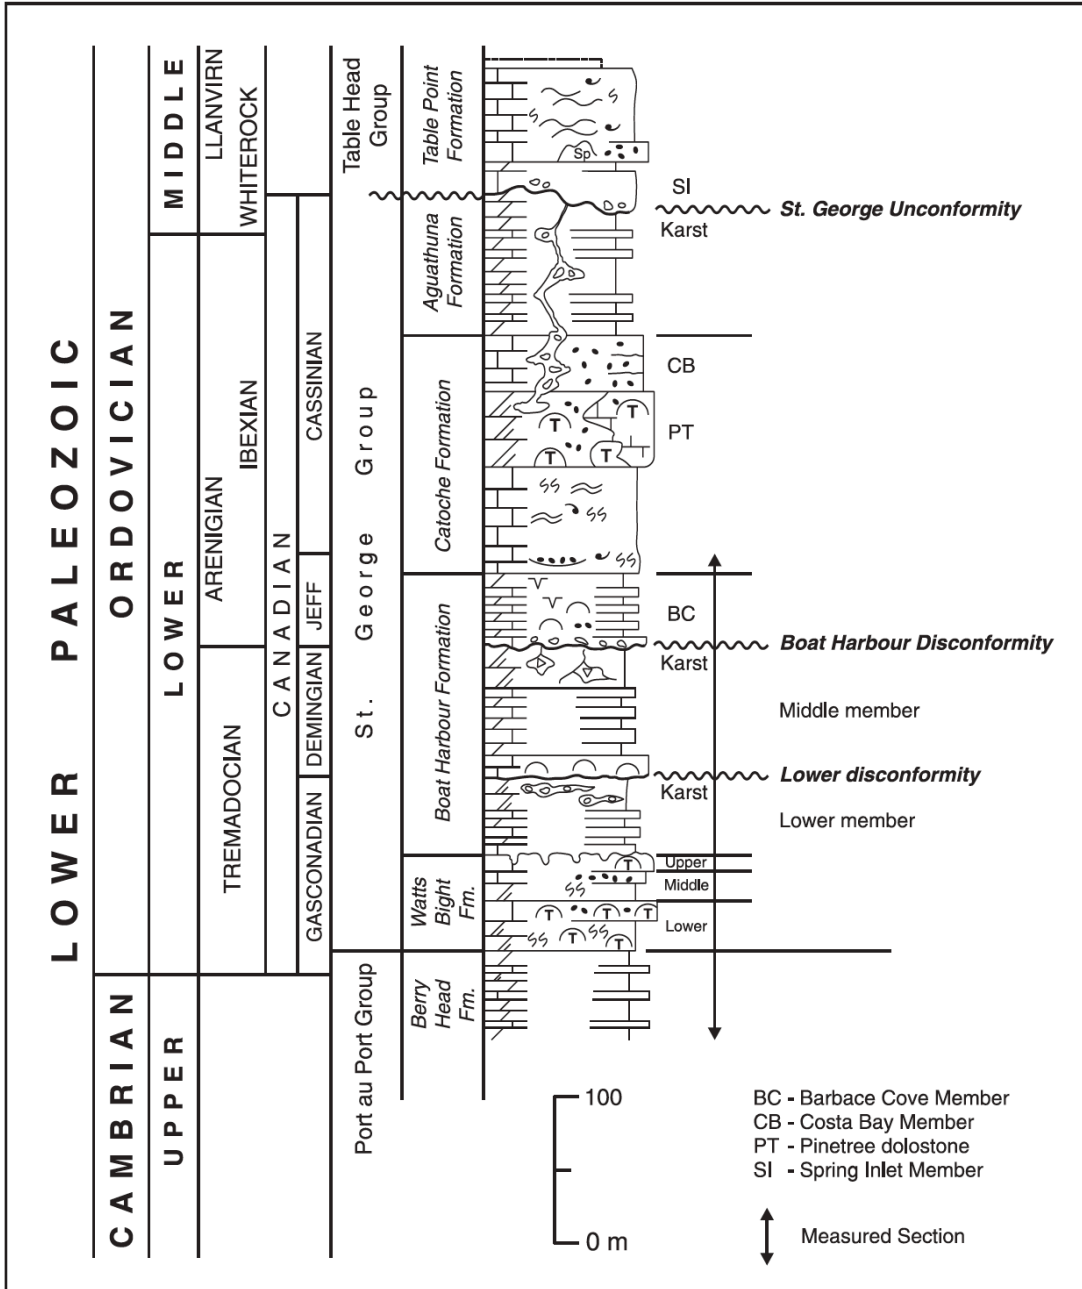 LOWER PALEOZOIC
CAMBRIAN
ORDOVICIAN
UPPER
LOWER
MIDDLE
TREMADOCIAN
ARENIGIAN
IBEXIAN
LLANVIRN
WHITEROCK
CANADIAN
GASCONADIAN
DEMINGIAN
JEFF
CASSINIAN
Port au Port Group
St. George Group
Table Head
Group
Table Point
Formation
Aguathuna
Formation
Catoche Formation
Boat Harbour Formation
Watts
Bight
Fm.
Berry
Head
Fm.
Sp
SI
St. George Unconformity
Karst
CB
T
T
PT
T
T
BC
Boat Harbour Disconformity
Karst
Middle member
Lower disconformity
Karst
Lower member
T
Upper
Middle
T
T
T
Lower
T
T
100
0 m
BC - Barbace Cove Member
CB - Costa Bay Member
PT - Pinetree dolostone
SI - Spring Inlet Member
Measured Section